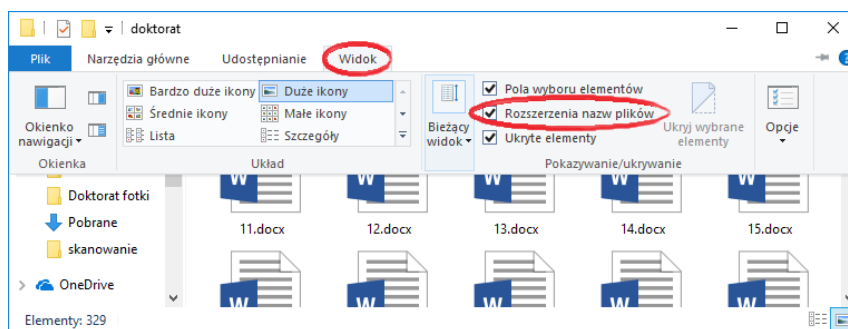 doktorat
Plik Narzędzia główne Udostępnianie Widok
Bardzo duże ikony Duże ikony
Średnie ikony Małe ikony
Lista Szczegóły
Okienko nawigacji
Bieżący widok
Pola wyboru elementów
Rozszerzenia nazw plików
Ukryte elementy
Ukryj wybrane elementy
Opcje
Okienka Układ Pokazywanie/ukrywanie
Doktorat fotki
Pobrane
skanowanie
OneDrive
W W W W W
11.docx 12.docx 13.docx 14.docx 15.docx
W W W W W
Elementy: 329